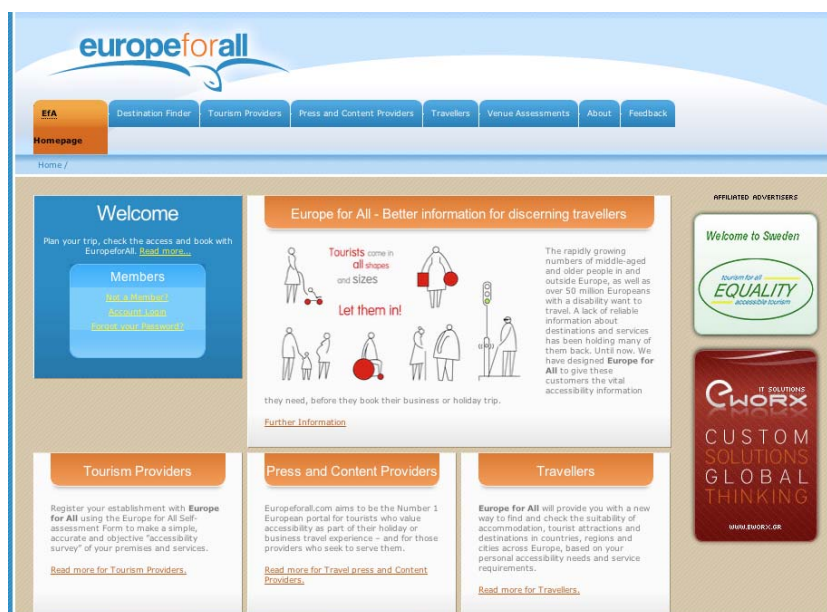 europeforall
EfA
Homepage
Destination Finder
Tourism Providers
Press and Content Providers
Travellers
Venue Assessments
About
Feedback
Home /
Welcome
Plan your trip, check the access and book with
EuropeforAll. Read more...
Members
Not a Member?
Account Login
Forgot your Password?
Europe for All - Better information for discerning travellers
Tourists come in
all shapes
and sizes
Let them in!
The rapidly growing
numbers of middle-aged
and older people in and
outside Europe, as well as
over 50 million Europeans
with a disability want to
travel. A lack of reliable
information about
destinations and services
has been holding many of
them back. Until now. We
have designed Europe for
All to give these
customers the vital
accessibility information
they need, before they book their business or holiday trip.
Further Information
AFFILIATED ADVERTISERS
Welcome to Sweden
tourism for all
EQUALITY
accessible tourism
IT SOLUTIONS
eworx
CUSTOM
SOLUTIONS
GLOBAL
THINKING
WWW.EWORX.GR
Tourism Providers
Register your establishment with Europe
for All using the Europe for All Self-
assessment Form to make a simple,
accurate and objective "accessibility
survey" of your premises and services.
Read more for Tourism Providers.
Press and Content Providers
Europeforall.com aims to be the Number 1
European portal for tourists who value
accessibility as part of their holiday or
business travel experience – and for those
providers who seek to serve them.
Read more for Travel press and Content
Providers.
Travellers
Europe for All will provide you with a new
way to find and check the suitability of
accommodation, tourist attractions and
destinations in countries, regions and
cities across Europe, based on your
personal accessibility needs and service
requirements.
Read more for Travellers.